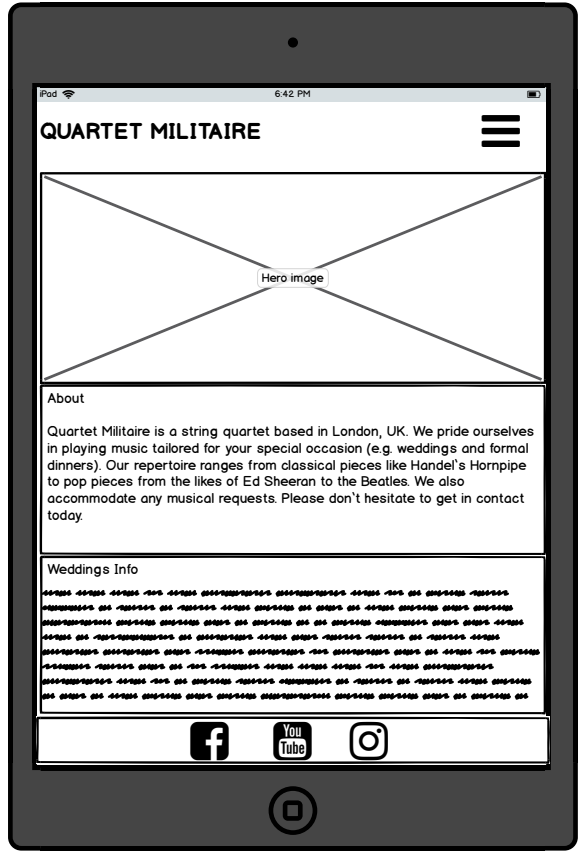 iPad 6:42 PM
QUARTET MILITAIRE
Hero image
About
Quartet Militaire is a string quartet based in London, UK. We pride ourselves
in playing music tailored for your special occasion (e.g. weddings and formal
dinners). Our repertoire ranges from classical pieces like Handel`s Hornpipe
to pop pieces from the likes of Ed Sheeran to the Beatles. We also
accommodate any musical requests. Please don`t hesitate to get in contact
today.
Weddings Info
You
Tube